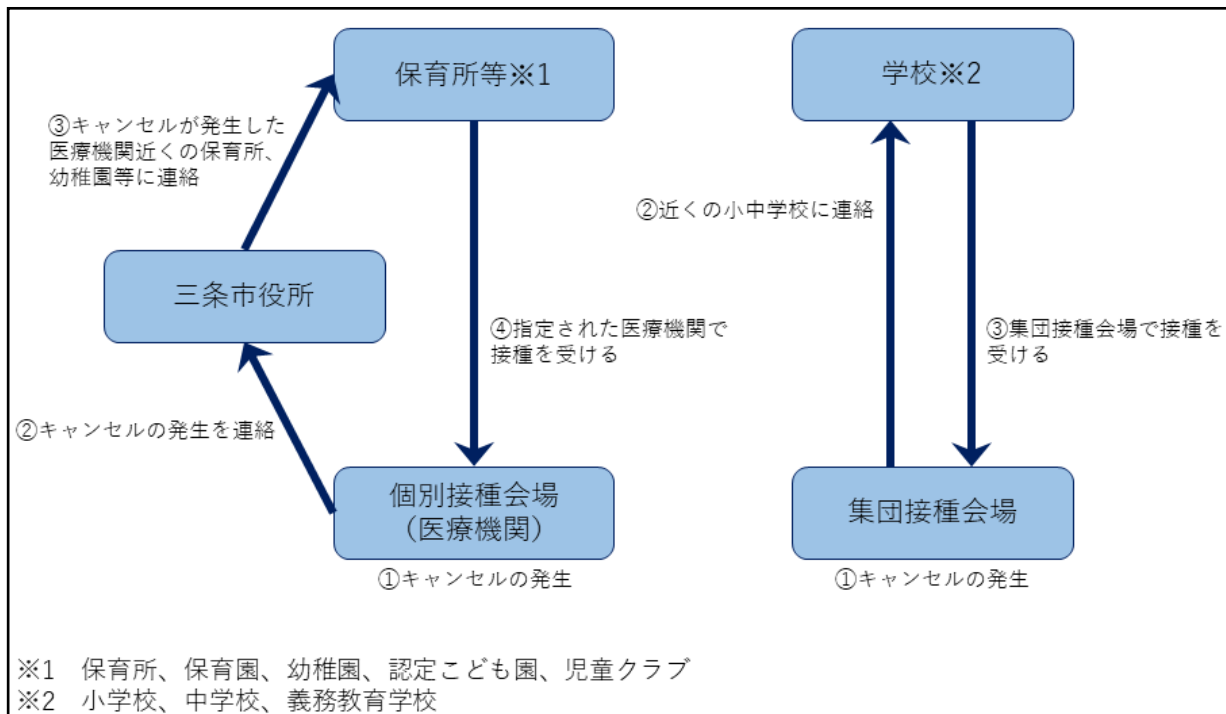 保育所等※1
学校※2
③キャンセルが発生した
医療機関近くの保育所、
幼稚園等に連絡
②近くの小中学校に連絡
三条市役所
④指定された医療機関で
接種を受ける
③集団接種会場で接種を
受ける
②キャンセルの発生を連絡
個別接種会場
(医療機関)
集団接種会場
①キャンセルの発生
①キャンセルの発生
※1 保育所、保育園、幼稚園、認定こども園、児童クラブ
※2 小学校、中学校、義務教育学校